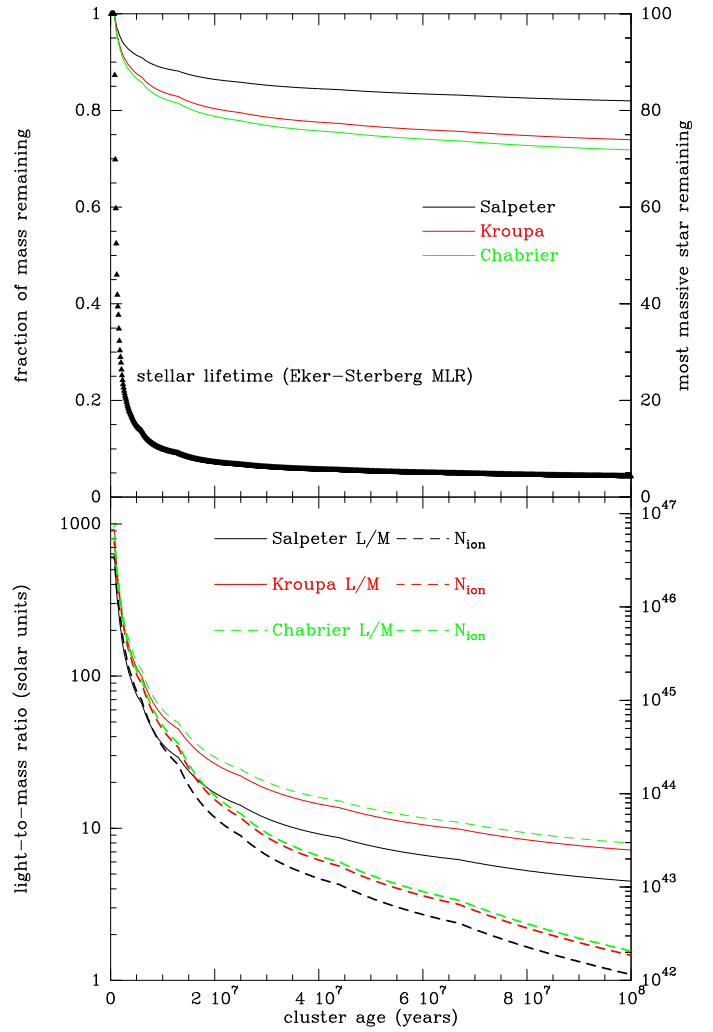 1
100
0.8
80
0.6
60
0.4
40
0.2
20
0
0
fraction of mass remaining
most massive star remaining
Salpeter
Kroupa
Chabrier
stellar lifetime (Eker-Sterberg MLR)
1000
100
10
1
10^47
10^46
10^45
10^44
10^43
10^42
light-to-mass ratio (solar units)
Salpeter L/M N_ion
Kroupa L/M N_ion
Chabrier L/M N_ion
0 2 10^7 4 10^7 6 10^7 8 10^7 10^8
cluster age (years)